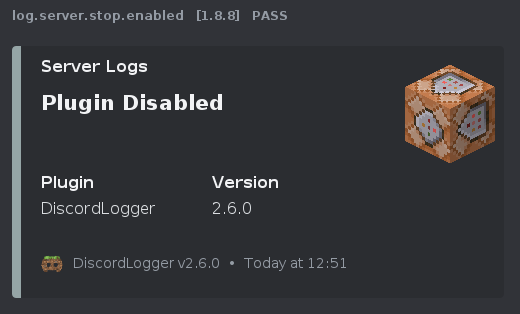 log.server.stop.enabled [1.8.8] PASS
Server Logs
Plugin Disabled
Plugin Version
DiscordLogger 2.6.0
DiscordLogger v2.6.0 • Today at 12:51